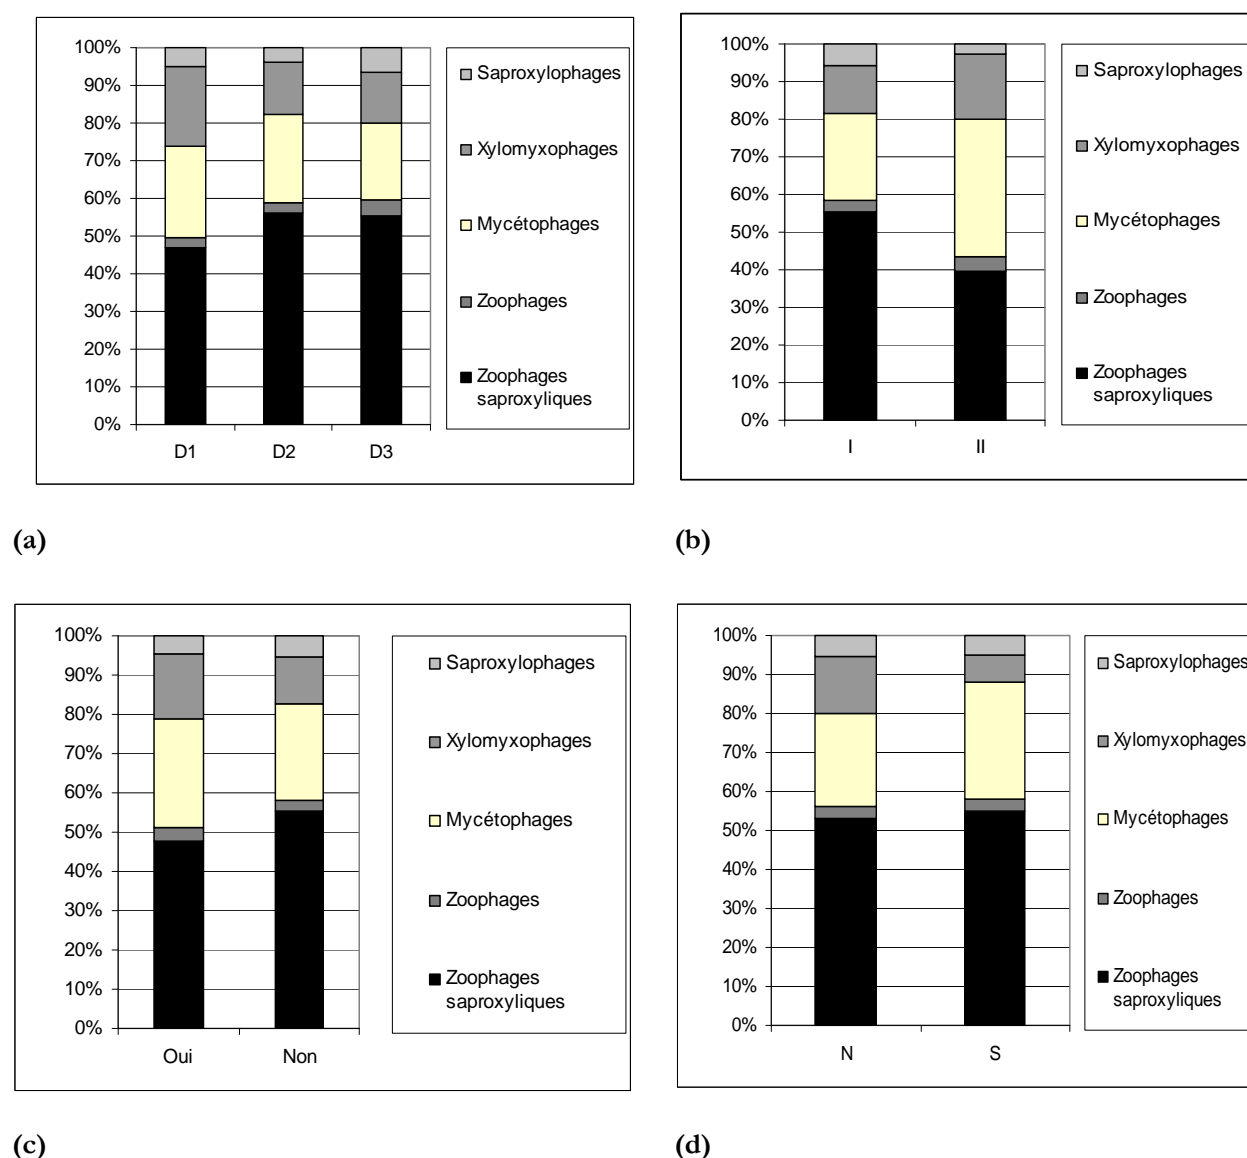 100%
90%
80%
70%
60%
50%
40%
30%
20%
10%
0%
D1 D2 D3
Saproxylophages
Xylomyxophages
Mycétophages
Zoophages
Zoophages
saproxyliques
(a)
100%
90%
80%
70%
60%
50%
40%
30%
20%
10%
0%
I II
Saproxylophages
Xylomyxophages
Mycétophages
Zoophages
Zoophages
saproxyliques
(b)
100%
90%
80%
70%
60%
50%
40%
30%
20%
10%
0%
Oui Non
Saproxylophages
Xylomyxophages
Mycétophages
Zoophages
Zoophages
saproxyliques
(c)
100%
90%
80%
70%
60%
50%
40%
30%
20%
10%
0%
N S
Saproxylophages
Xylomyxophages
Mycétophages
Zoophages
Zoophages
saproxyliques
(d)